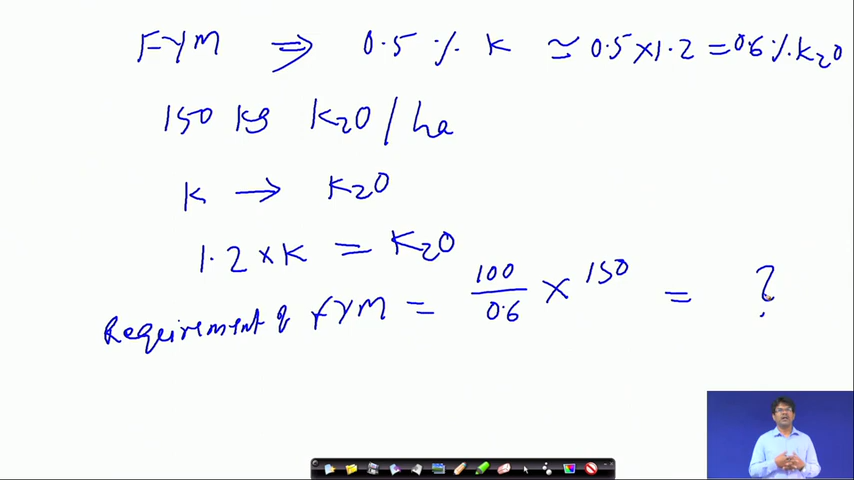 FYM ⇒ 0.5 % K ≃ 0.5 x 1.2 = 0.6 % K2O
150 kg K2O / ha
K → K2O
1.2 x K = K2O
Requirement of FYM = 100/0.6 x 150 = ?